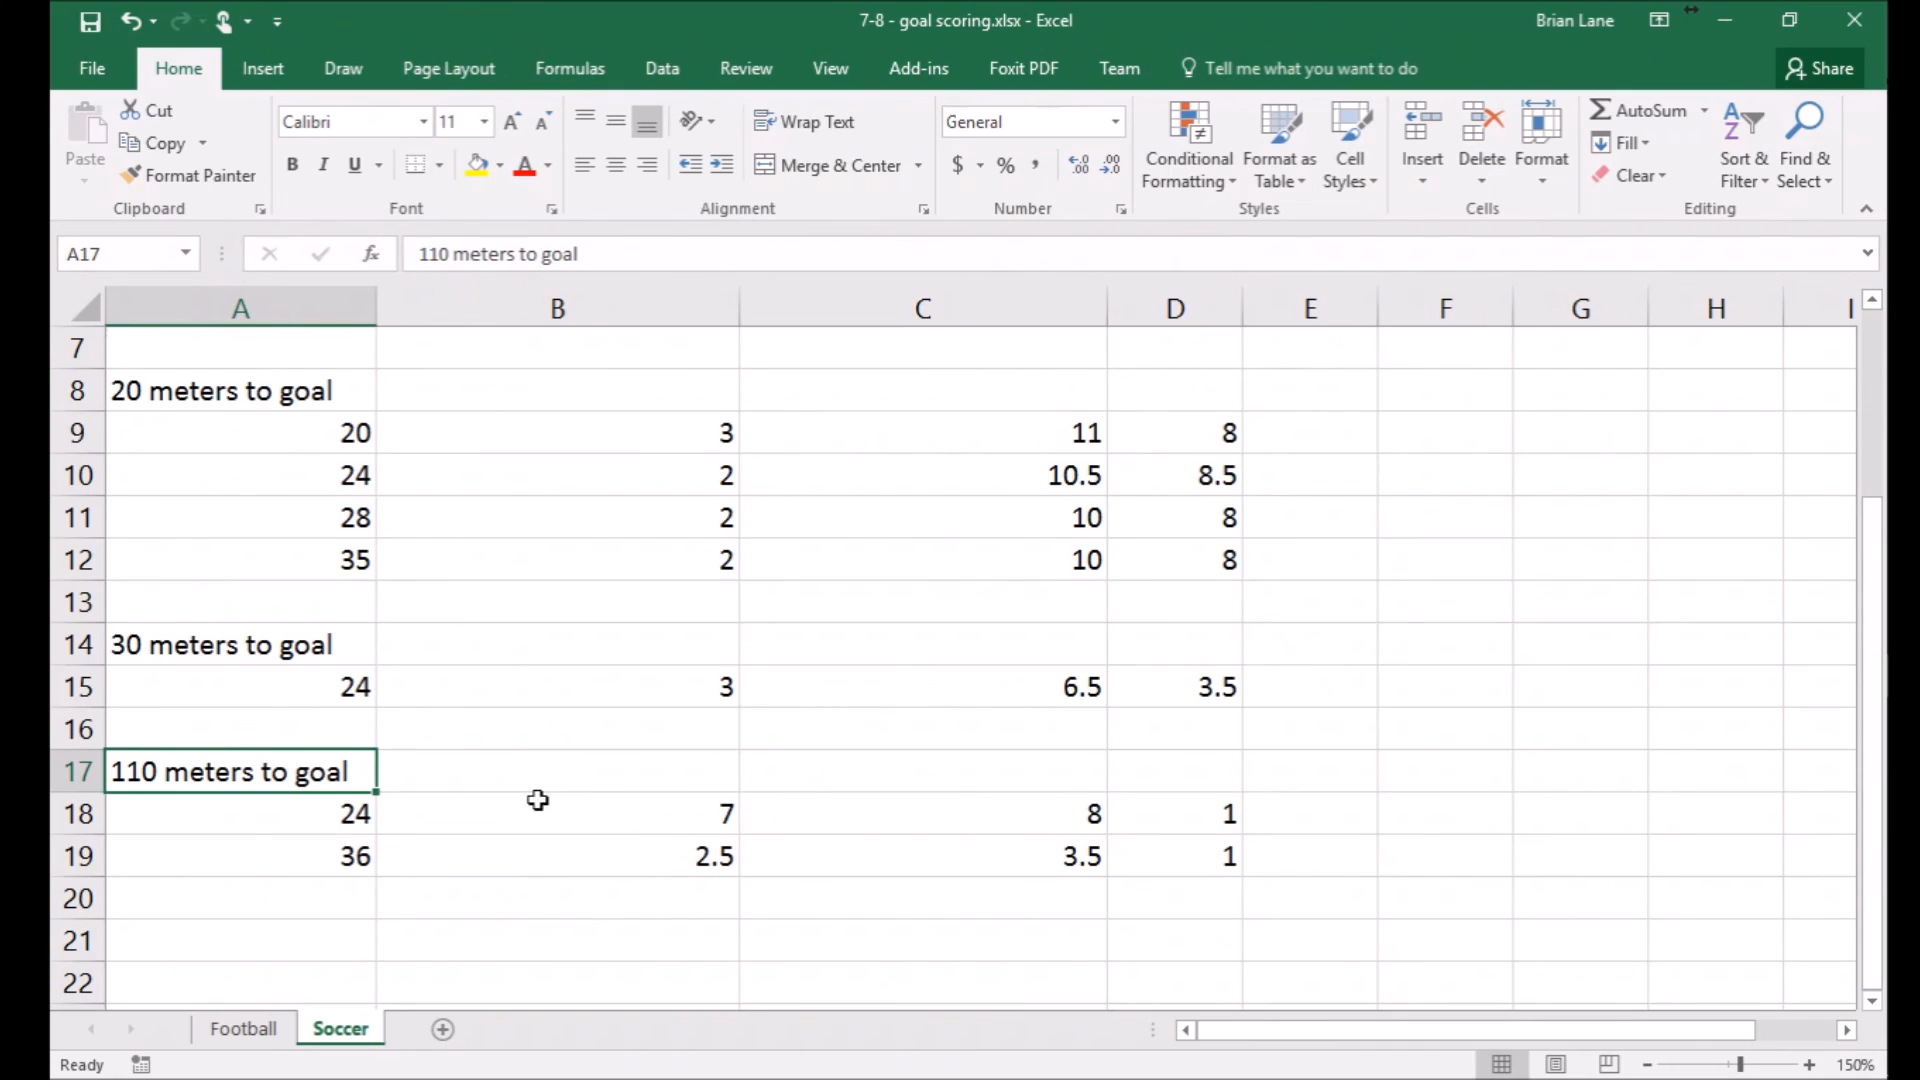 7-8 - goal scoring.xlsx - Excel
Brian Lane
File Home Insert Draw Page Layout Formulas Data Review View Add-ins Foxit PDF Team Tell me what you want to do Share
Paste
Cut
Copy
Format Painter
Clipboard
Calibri 11
B I U A
Font
Wrap Text
Merge & Center
Alignment
General
$ % , .00 .00
Number
Conditional Formatting
Format as Table
Cell Styles
Styles
Insert Delete Format
Cells
AutoSum
Fill
Clear
Sort & Filter
Find & Select
Editing
A17 fx 110 meters to goal
A B C D E F G H I
7
8 20 meters to goal
9 20 3 11 8
10 24 2 10.5 8.5
11 28 2 10 8
12 35 2 10 8
13
14 30 meters to goal
15 24 3 6.5 3.5
16
17 110 meters to goal
18 24 7 8 1
19 36 2.5 3.5 1
20
21
22
Football Soccer
Ready 150%